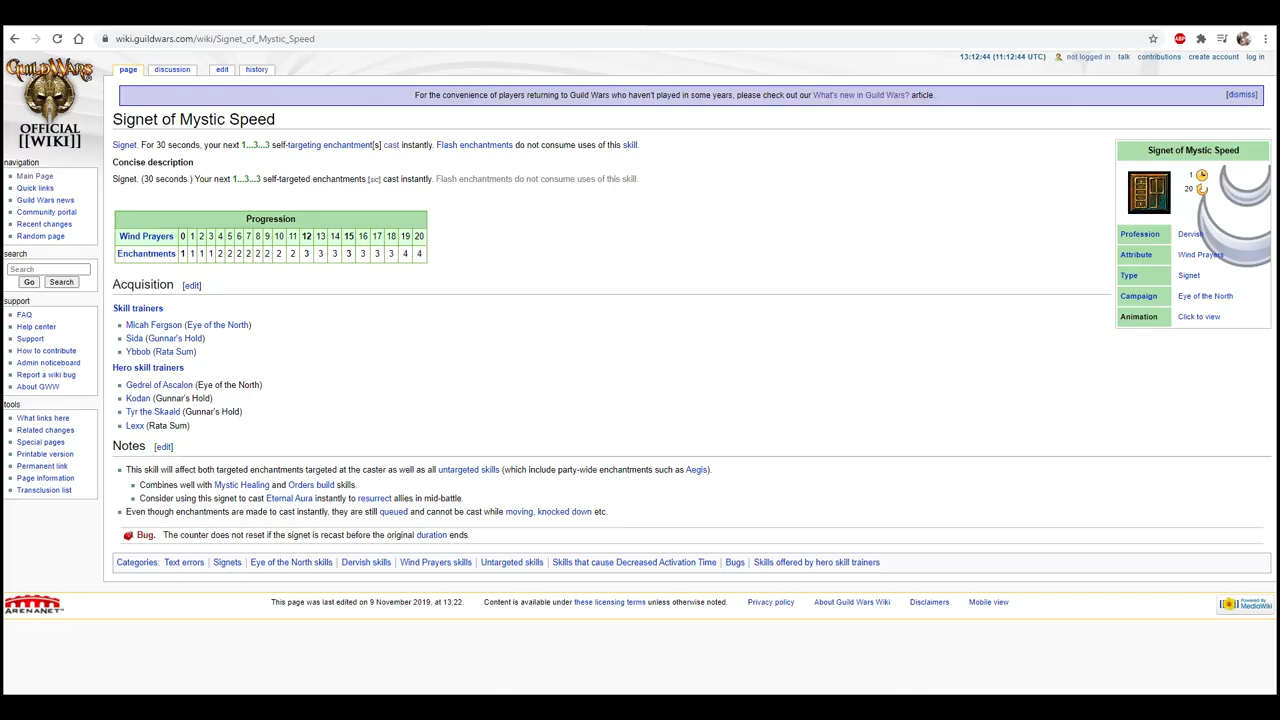 wiki.guildwars.com/wiki/Signet_of_Mystic_Speed
ABP
13:12:44 (11:12:44 UTC) not logged in talk contributions create account log in
GUILD WARS
OFFICIAL
[[WIKI]]
page discussion edit history
For the convenience of players returning to Guild Wars who haven't played in some years, please check out our What's new in Guild Wars? article. [dismiss]
Signet of Mystic Speed
Signet. For 30 seconds, your next 1...3...3 self-targeting enchantment[s] cast instantly. Flash enchantments do not consume uses of this skill.
Concise description
Signet. (30 seconds.) Your next 1...3...3 self-targeted enchantments [sic] cast instantly. Flash enchantments do not consume uses of this skill.
Progression
Wind Prayers 0 1 2 3 4 5 6 7 8 9 10 11 12 13 14 15 16 17 18 19 20
Enchantments 1 1 1 1 2 2 2 2 2 2 2 2 3 3 3 3 3 3 3 4 4
Acquisition [edit]
Skill trainers
Micah Fergson (Eye of the North)
Sida (Gunnar's Hold)
Ybbob (Rata Sum)
Hero skill trainers
Gedrel of Ascalon (Eye of the North)
Kodan (Gunnar's Hold)
Tyr the Skaald (Gunnar's Hold)
Lexx (Rata Sum)
Notes [edit]
This skill will affect both targeted enchantments targeted at the caster as well as all untargeted skills (which include party-wide enchantments such as Aegis).
Combines well with Mystic Healing and Orders build skills.
Consider using this signet to cast Eternal Aura instantly to resurrect allies in mid-battle.
Even though enchantments are made to cast instantly, they are still queued and cannot be cast while moving, knocked down etc.
Bug. The counter does not reset if the signet is recast before the original duration ends.
Categories: Text errors | Signets | Eye of the North skills | Dervish skills | Wind Prayers skills | Untargeted skills | Skills that cause Decreased Activation Time | Bugs | Skills offered by hero skill trainers
Signet of Mystic Speed
1
20
Profession Dervish
Attribute Wind Prayers
Type Signet
Campaign Eye of the North
Animation Click to view
navigation
Main Page
Quick links
Guild War news
Community portal
Recent changes
Random page
search
Search
Go Search
support
FAQ
Help center
Support
How to contribute
Admin noticeboard
Report a wiki bug
About GWW
tools
What links here
Related changes
Special pages
Printable version
Permanent link
Page information
Transclusion list
ARENANET
This page was last edited on 9 November 2019, at 13:22. Content is available under these licensing terms unless otherwise noted. Privacy policy About Guild Wars Wiki Disclaimers Mobile view
Powered By
MediaWiki